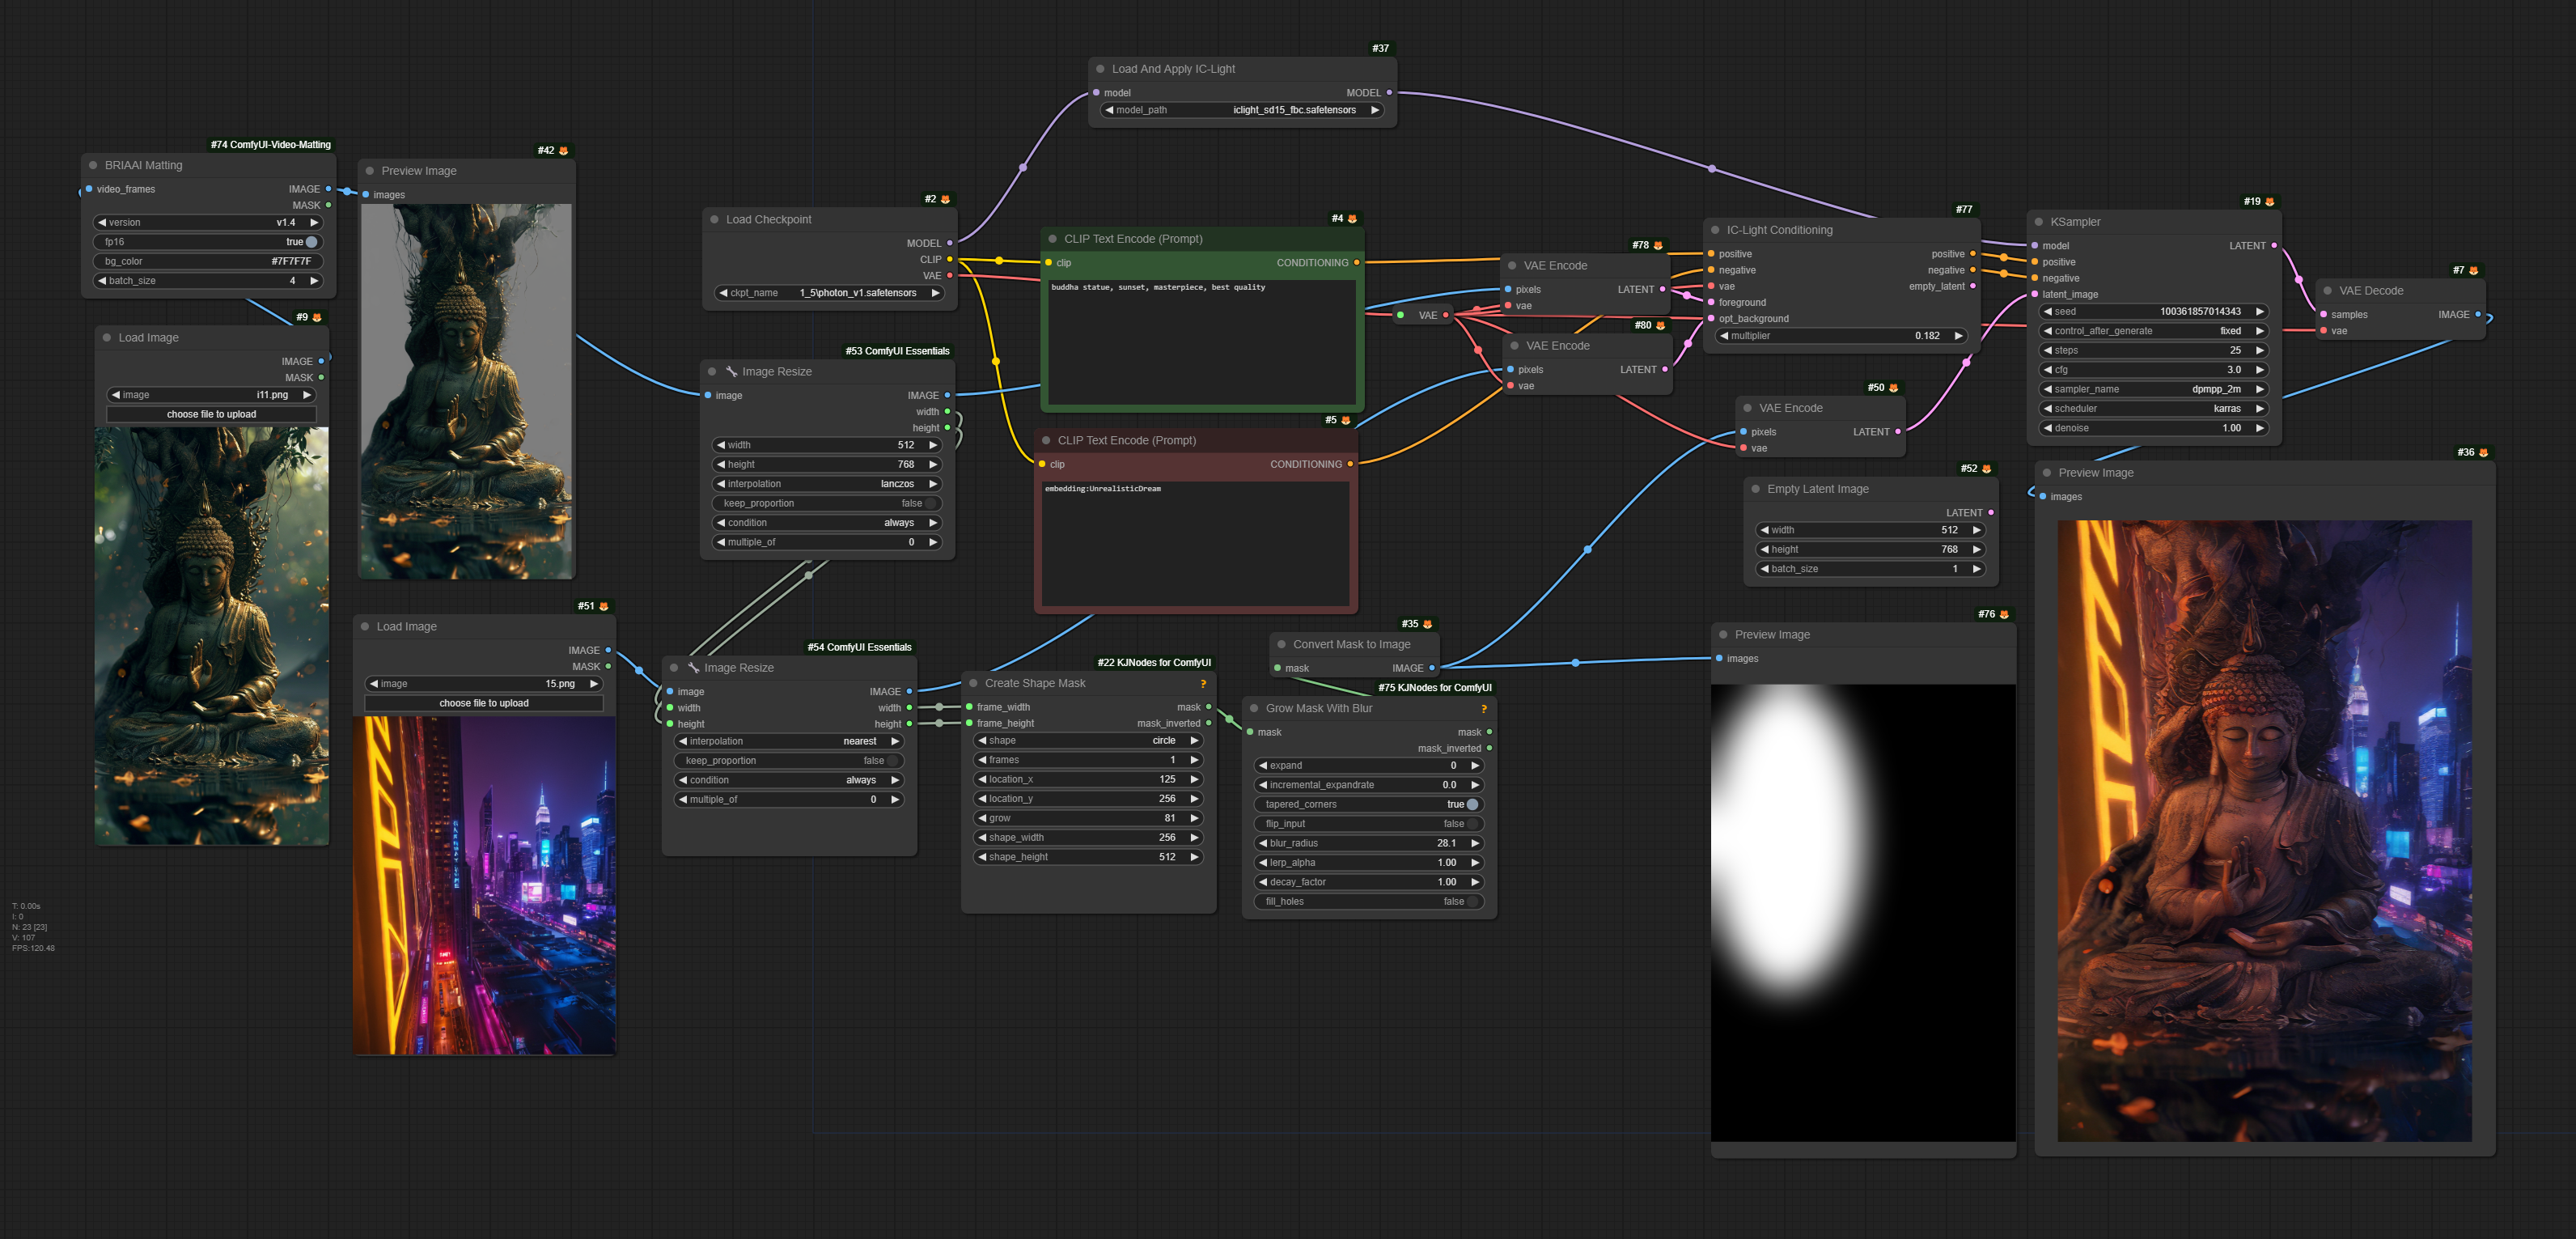 #37
Load And Apply IC-Light
model MODEL
model_path iclight_sd15_fbc.safetensors
#74 ComfyUI-Video-Matting
BRIAAI Matting
video_frames IMAGE
MASK
version v1.4
fp16 true
bg_color #7F7F7F
batch_size 4
#42
Preview Image
images
#9
Load Image
IMAGE
MASK
image i11.png
choose file to upload
#2
Load Checkpoint
MODEL
CLIP
VAE
ckpt_name 1_5\photon_v1.safetensors
#53 ComfyUI Essentials
Image Resize
image IMAGE
width
height
width 512
height 768
interpolation lanczos
keep_proportion false
condition always
multiple_of 0
#4
CLIP Text Encode (Prompt)
clip CONDITIONING
buddha statue, sunset, masterpiece, best quality
#5
CLIP Text Encode (Prompt)
clip CONDITIONING
embedding:UnrealisticDream
VAE
#78
VAE Encode
pixels LATENT
vae
#80
VAE Encode
pixels LATENT
vae
#77
IC-Light Conditioning
positive positive
negative negative
vae empty_latent
foreground
opt_background
multiplier 0.182
#50
VAE Encode
pixels LATENT
vae
#52
Empty Latent Image
LATENT
width 512
height 768
batch_size 1
#19
KSampler
model LATENT
positive
negative
latent_image
seed 100361857014343
control_after_generate fixed
steps 25
cfg 3.0
sampler_name dpmpp_2m
scheduler karras
denoise 1.00
#7
VAE Decode
samples IMAGE
vae
#36
Preview Image
images
#51
Load Image
IMAGE
MASK
image 15.png
choose file to upload
#54 ComfyUI Essentials
Image Resize
image IMAGE
width width
height height
interpolation nearest
keep_proportion false
condition always
multiple_of 0
#22 KJNodes for ComfyUI
Create Shape Mask ?
frame_width mask
frame_height mask_inverted
shape circle
frames 1
location_x 125
location_y 256
grow 81
shape_width 256
shape_height 512
#35
Convert Mask to Image
mask IMAGE
#75 KJNodes for ComfyUI
Grow Mask With Blur ?
mask mask
mask_inverted
expand 0
incremental_expandrate 0.0
tapered_corners true
flip_input false
blur_radius 28.1
lerp_alpha 1.00
decay_factor 1.00
fill_holes false
#76
Preview Image
images
T: 0.00s
I: 0
N: 23 [23]
V: 107
FPS:120.48